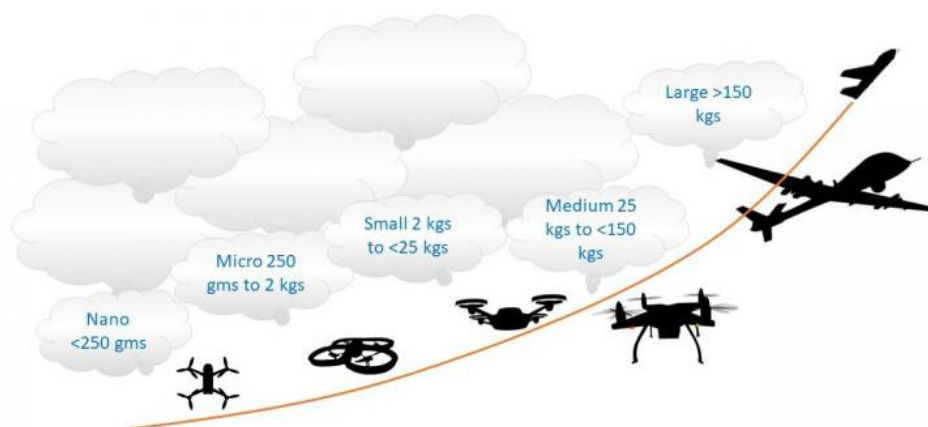 Nano
<250 gms
Micro 250
gms to 2 kgs
Small 2 kgs
to <25 kgs
Medium 25
kgs to <150
kgs
Large >150
kgs